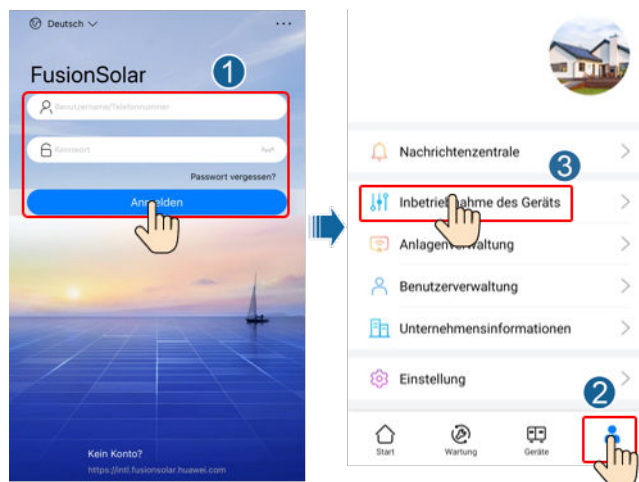 Deutsch
FusionSolar
1
Benutzername/Telefonnummer
Kennwort
Passwort vergessen?
Anmelden
Kein Konto?
https://intl.fusionsolar.huawei.com
Nachrichtenzentrale
3
Inbetriebnahme des Geräts
Anlagenverwaltung
Benutzerverwaltung
Unternehmensinformationen
Einstellung
2
Start
Wartung
Geräte